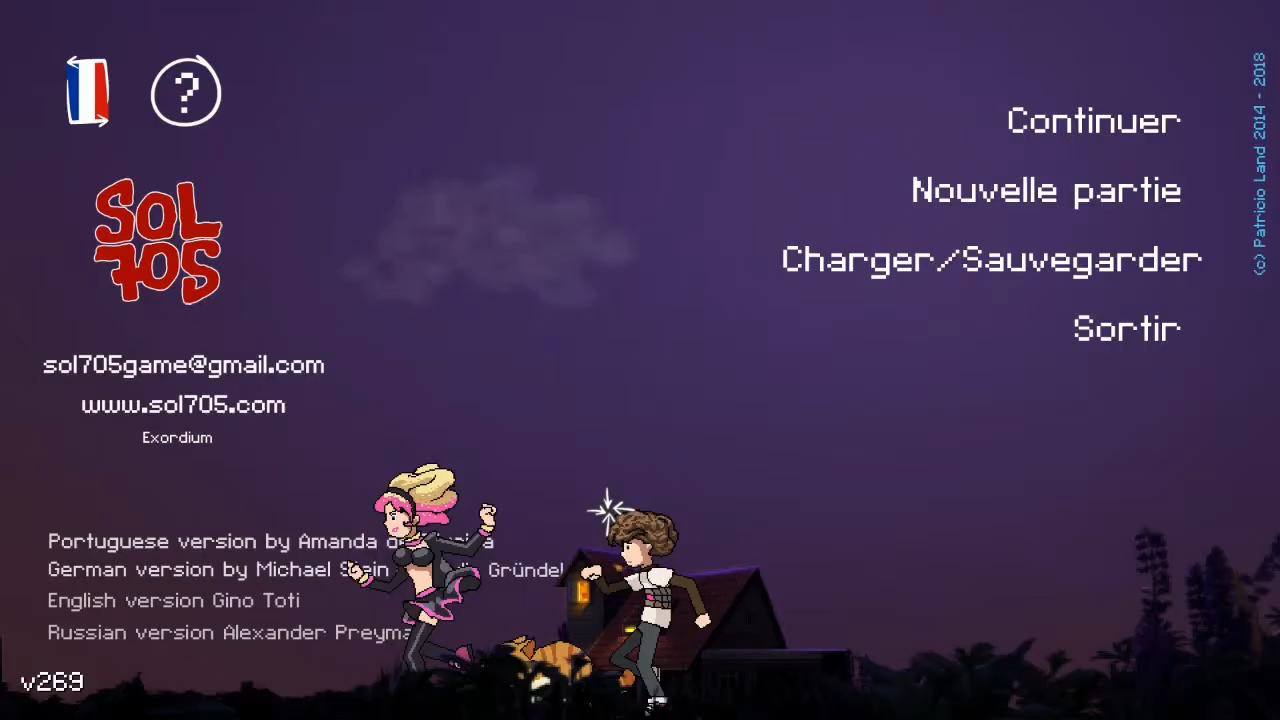 ?
SOL
705
sol705game@gmail.com
www.sol705.com
Exordium
Portuguese version by Amanda
German version by Michael Gründel
English version Gino Toti
Russian version Alexander
v269
Continuer
Nouvelle partie
Charger/Sauvegarder
Sortir
(c) Patricio Land 2014 - 2018